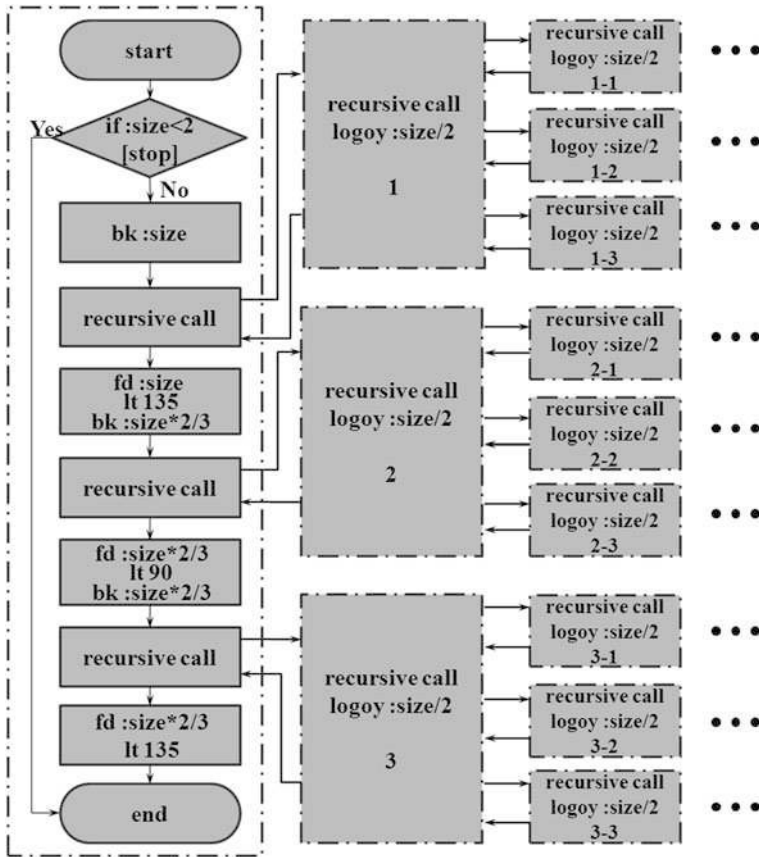 start
if :size<2
[stop]
Yes
No
bk :size
recursive call
fd :size
lt 135
bk :size*2/3
recursive call
fd :size*2/3
lt 90
bk :size*2/3
recursive call
fd :size*2/3
lt 135
end
recursive call
logoy :size/2
1
recursive call
logoy :size/2
1-1
recursive call
logoy :size/2
1-2
recursive call
logoy :size/2
1-3
recursive call
logoy :size/2
2
recursive call
logoy :size/2
2-1
recursive call
logoy :size/2
2-2
recursive call
logoy :size/2
2-3
recursive call
logoy :size/2
3
recursive call
logoy :size/2
3-1
recursive call
logoy :size/2
3-2
recursive call
logoy :size/2
3-3